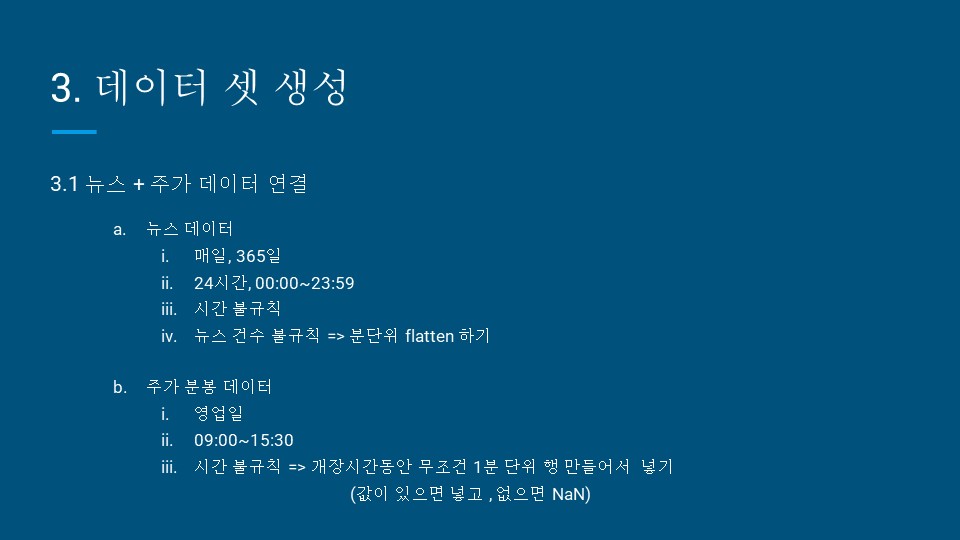 3. 데이터 셋 생성
3.1 뉴스 + 주가 데이터 연결
a. 뉴스 데이터
i. 매일, 365일
ii. 24시간, 00:00~23:59
iii. 시간 불규칙
iv. 뉴스 건수 불규칙 => 분단위 flatten 하기
b. 주가 분봉 데이터
i. 영업일
ii. 09:00~15:30
iii. 시간 불규칙 => 개장시간동안 무조건 1분 단위 행 만들어서 넣기
(값이 있으면 넣고 , 없으면 NaN)